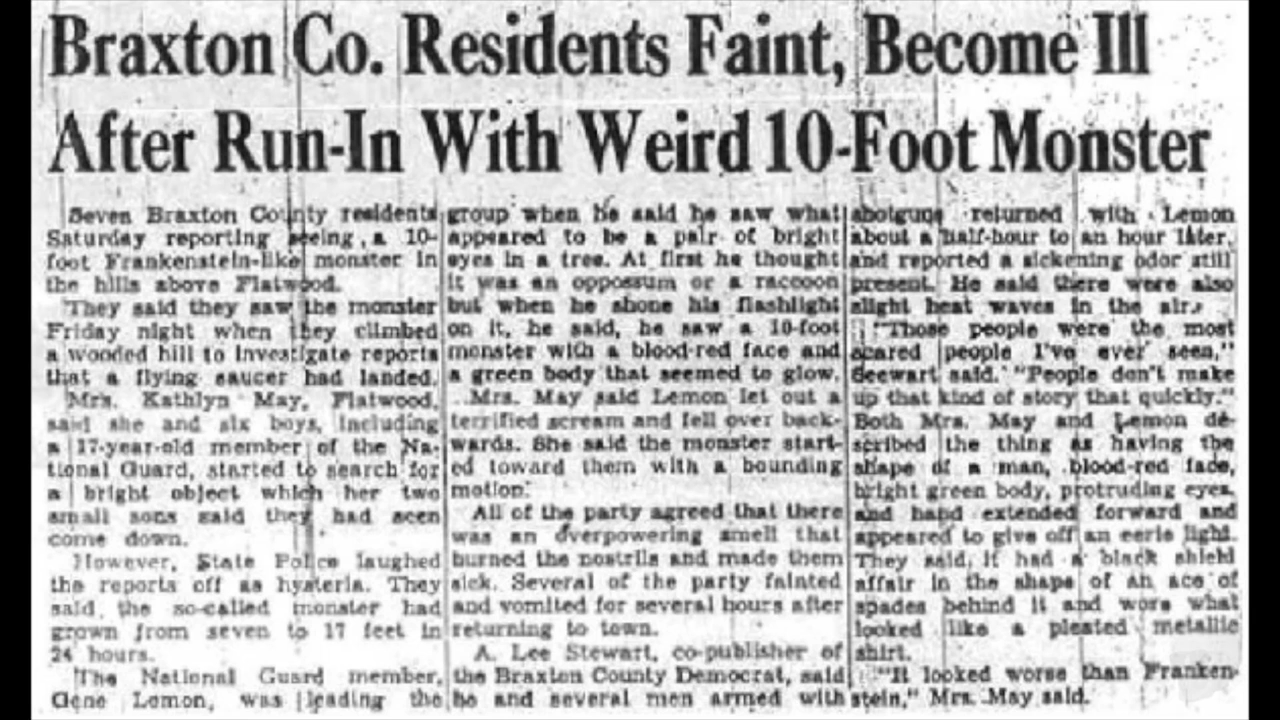 Braxton Co. Residents Faint, Become Ill
After Run-In With Weird 10-Foot Monster
Seven Braxton County residents
Saturday reporting seeing a 10-
foot Frankenstein-like monster in
the hills above Flatwood.
They said they saw the monster
Friday night when they climbed
a wooded hill to investigate reports
that a flying saucer had landed.
Mrs. Kathlyn May, Flatwood,
said she and six boys, including
a 17-year-old member of the Na-
tional Guard, started to search for
a bright object which her two
small sons said they had seen
come down.
However, State Police laughed
the reports off as hysteria. They
said the so-called monster had
grown from seven to 17 feet in
24 hours.
The National Guard member,
Gene Lemon, was leading the
group when he said he saw what
appeared to be a pair of bright
eyes in a tree. At first he thought
it was an oppossum or a raccoon
but when he shone his flashlight
on it, he said, he saw a 10-foot
monster with a blood-red face and
a green body that seemed to glow.
Mrs. May said Lemon let out a
terrified scream and fell over back-
wards. She said the monster start-
ed toward them with a bounding
motion.
All of the party agreed that there
was an overpowering smell that
burned the nostrils and made them
sick. Several of the party fainted
and vomited for several hours after
returning to town.
A. Lee Stewart, co-publisher of
the Braxton County Democrat, said
he and several men armed with
shotguns returned with Lemon
about a half-hour to an hour later,
and reported a sickening odor still
present. He said there were also
slight heat waves in the air.
"Those people were the most
scared people I've ever seen,"
Seewart said. "People don't make
up that kind of story that quickly."
Both Mrs. May and Lemon de-
scribed the thing as having the
shape of a man, blood-red face,
bright green body, protruding eyes,
and hand extended forward and
appeared to give off an eerie light.
They said it had a black shield
affair in the shape of an ace of
spades behind it and wore what
looked like a pleated metallic
shirt.
"It looked worse than Franken-
stein," Mrs. May said.